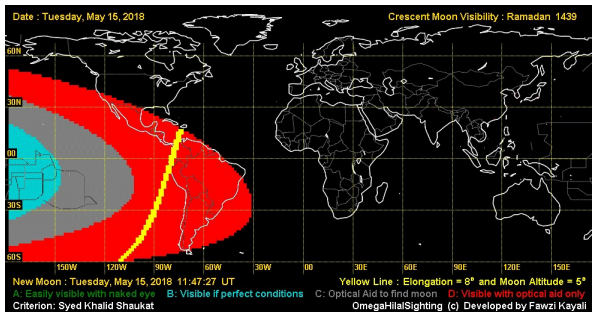 Date : Tuesday, May 15, 2018
Crescent Moon Visibility : Ramadan 1439
60N
30N
00
30S
60S
150W
120W
90W
60W
30W
00
30E
60E
90E
120E
150E
New Moon : Tuesday, May 15, 2018 11:47:27 UT
Yellow Line : Elongation = 8° and Moon Altitude = 5°
A: Easily visible with naked eye
B: Visible if perfect conditions
C: Optical Aid to find moon
D: Visible with optical aid only
Criterion: Syed Khalid Shaukat
OmegaHilalSighting (c) Developed by Fawzi Kayali